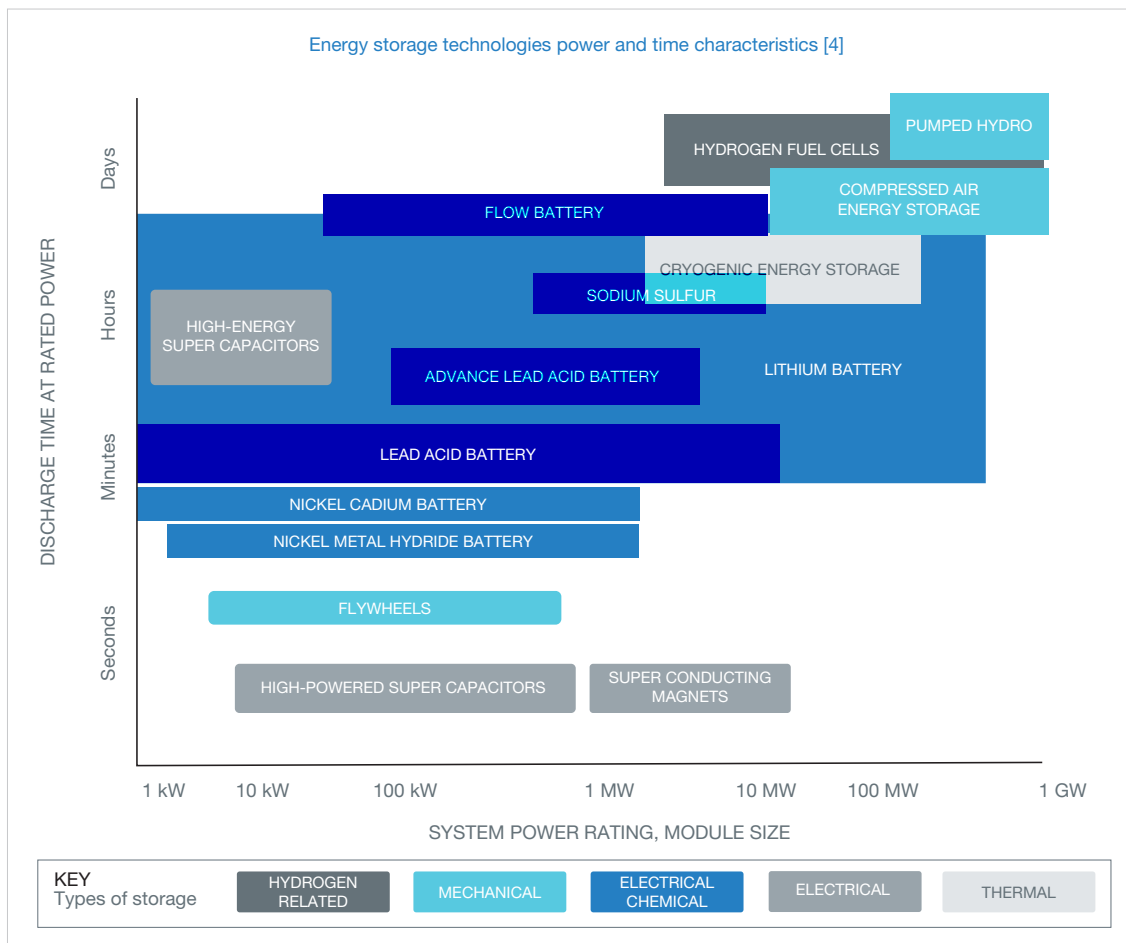 Energy storage technologies power and time characteristics [4]
DISCHARGE TIME AT RATED POWER
Days
Hours
Minutes
Seconds
PUMPED HYDRO
HYDROGEN FUEL CELLS
COMPRESSED AIR
ENERGY STORAGE
FLOW BATTERY
CRYOGENIC ENERGY STORAGE
SODIUM SULFUR
HIGH-ENERGY
SUPER CAPACITORS
LITHIUM BATTERY
ADVANCE LEAD ACID BATTERY
LEAD ACID BATTERY
NICKEL CADIUM BATTERY
NICKEL METAL HYDRIDE BATTERY
FLYWHEELS
HIGH-POWERED SUPER CAPACITORS
SUPER CONDUCTING
MAGNETS
1 kW 10 kW 100 kW 1 MW 10 MW 100 MW 1 GW
SYSTEM POWER RATING, MODULE SIZE
KEY
Types of storage
HYDROGEN
RELATED
MECHANICAL
ELECTRICAL
CHEMICAL
ELECTRICAL
THERMAL